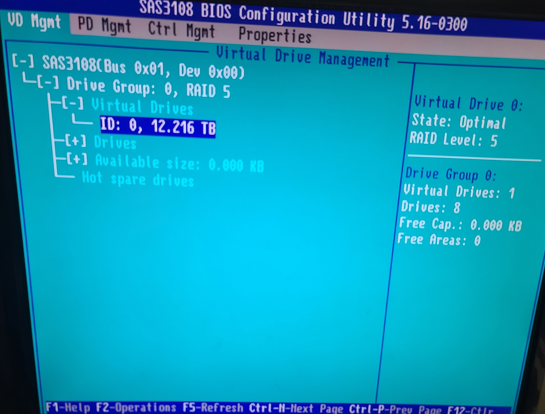 SAS3108 BIOS Configuration Utility 5.16-0300
VD Mgmt PD Mgmt Ctrl Mgmt Properties
Virtual Drive Management
[-] SAS3108(Bus 0x01, Dev 0x00)
[-] Drive Group: 0, RAID 5
[-] Virtual Drives
ID: 0, 12.216 TB
[+] Drives
[+] Available size: 0.000 KB
Hot spare drives
Virtual Drive 0:
State: Optimal
RAID Level: 5
Drive Group 0:
Virtual Drives: 1
Drives: 8
Free Cap.: 0.000 KB
Free Areas: 0
F1-Help F2-Operations F5-Refresh Ctrl-N-Next Page Ctrl-P-Prev Page F12-Ctlr